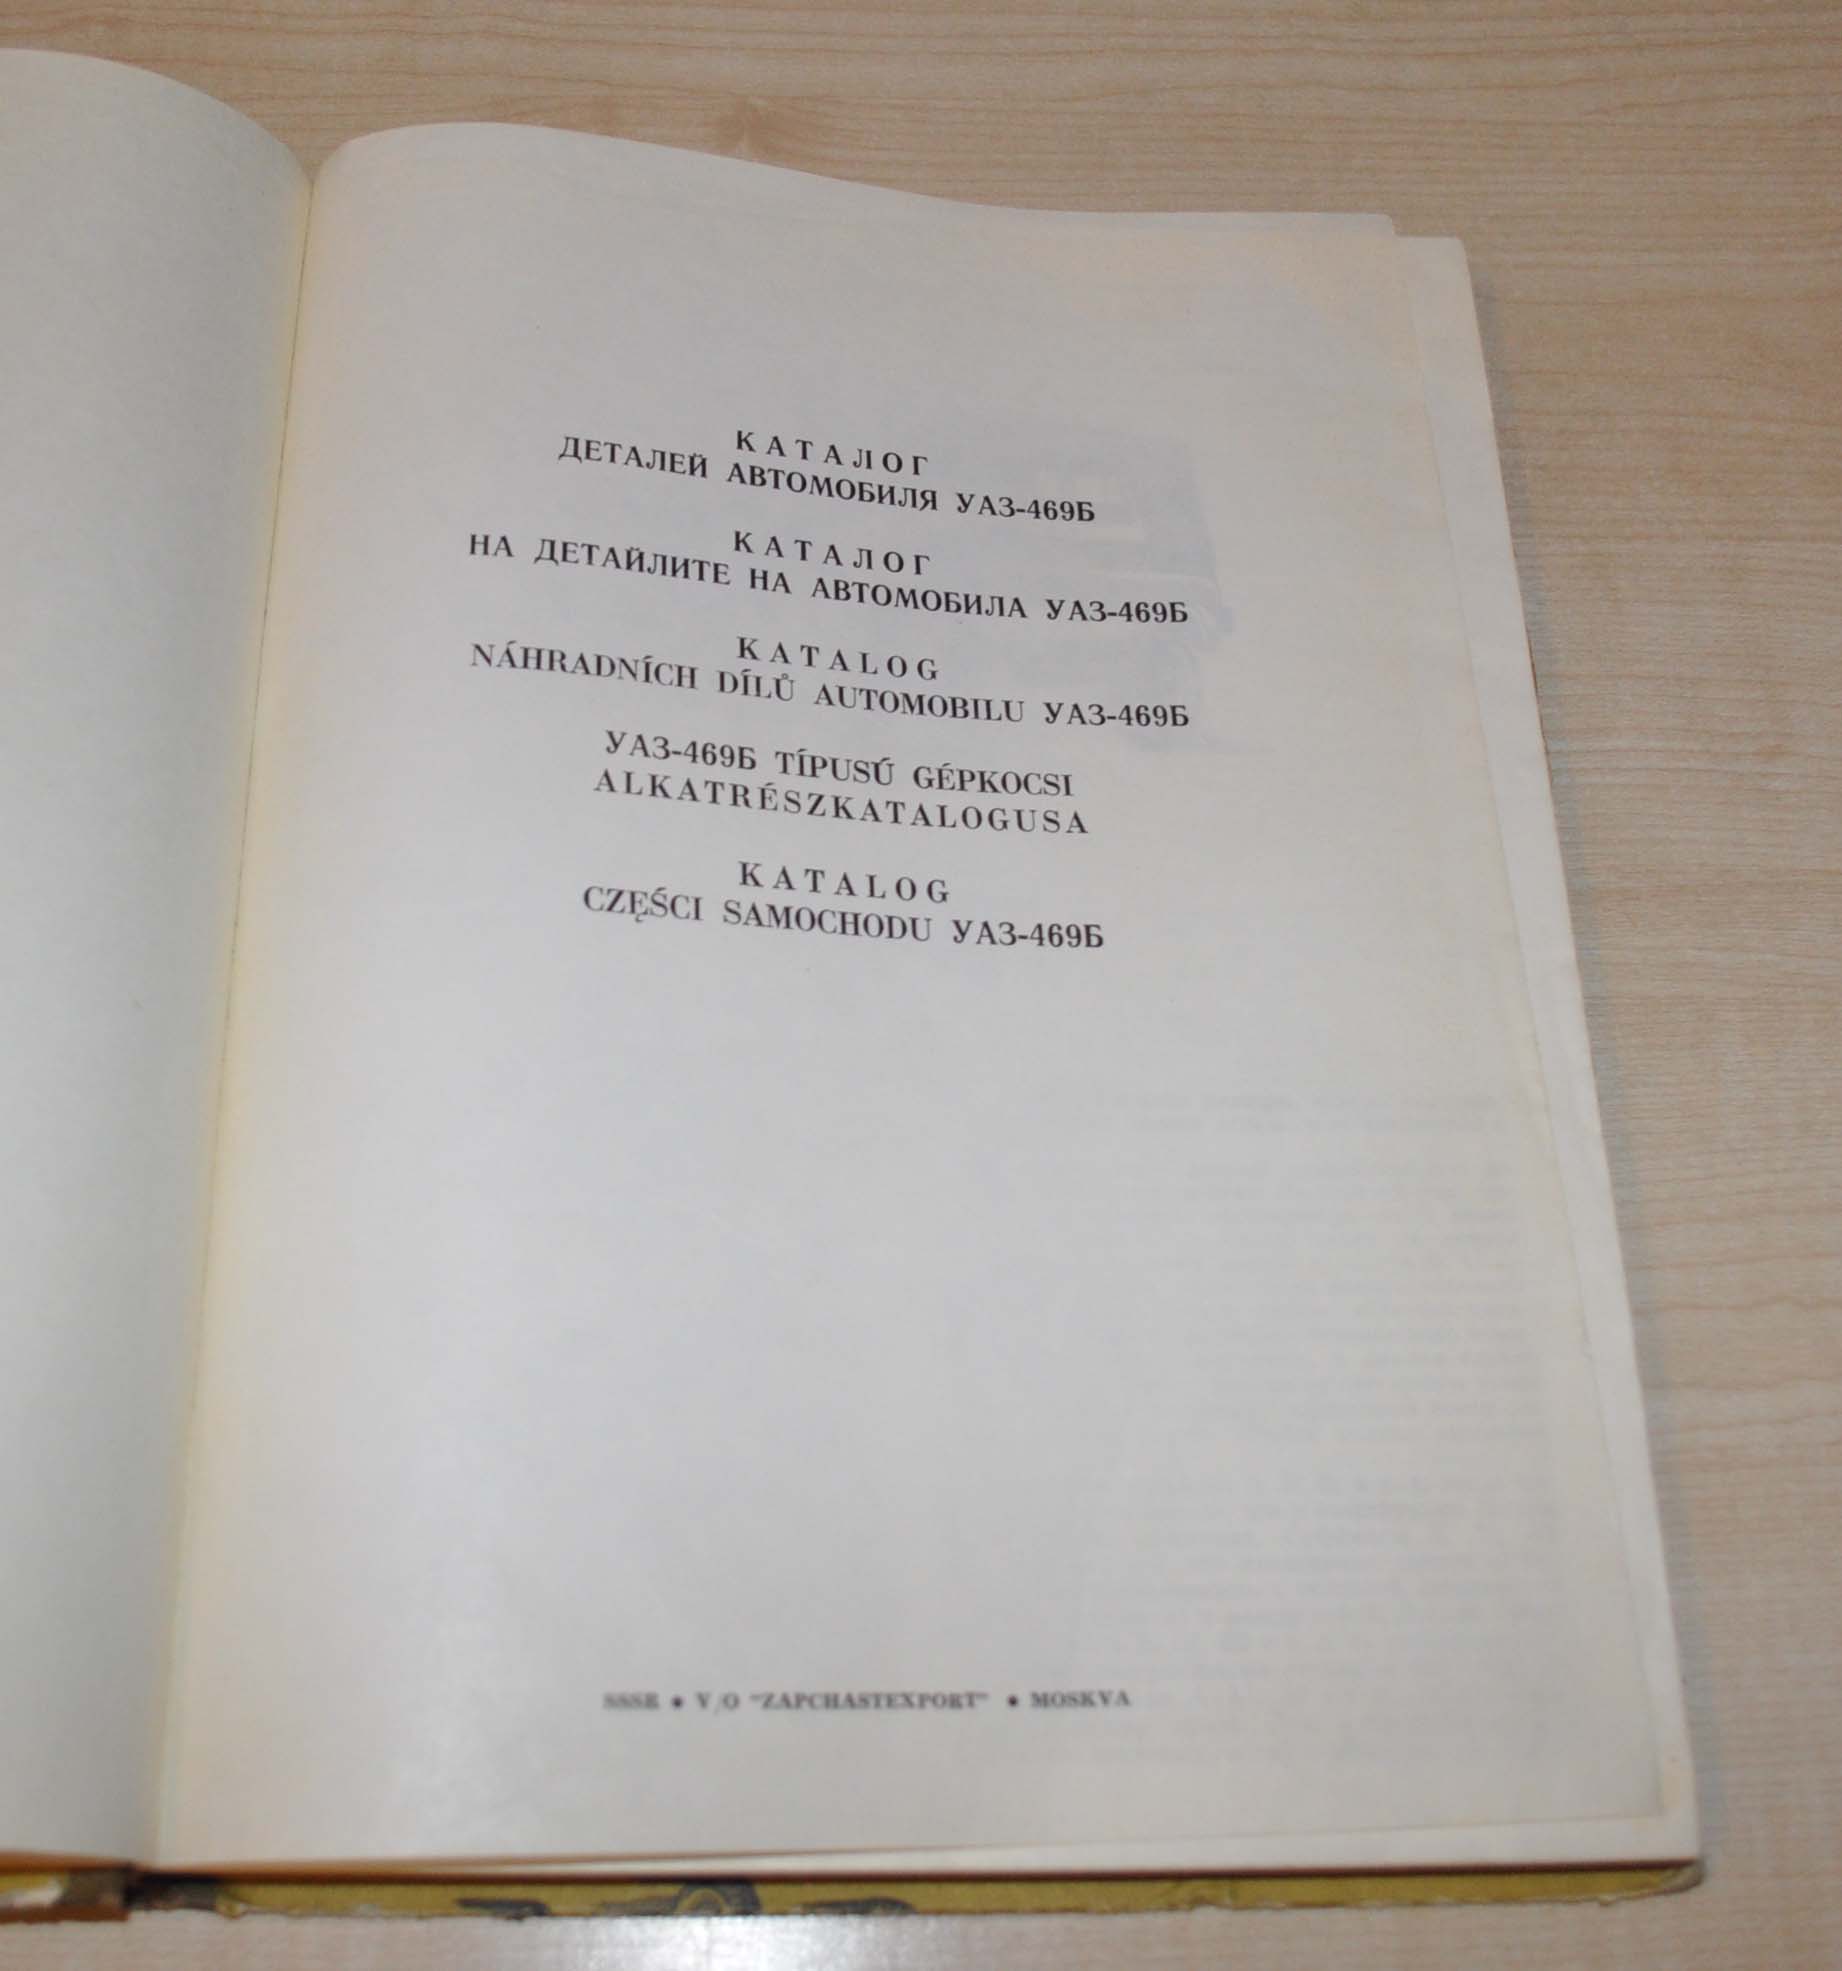 КАТАЛОГ
ДЕТАЛЕЙ АВТОМОБИЛЯ УАЗ-469Б
КАТАЛОГ
НА ДЕТАЙЛИТЕ НА АВТОМОБИЛА УАЗ-469Б
KATALOG
NÁHRADNÍCH DÍLŮ AUTOMOBILU УАЗ-469Б
УАЗ-469Б TÍPUSÚ GÉPKOCSI
ALKATRÉSZKATALOGUSA
KATALOG
CZĘŚCI SAMOCHODU УАЗ-469Б
SSSR • V/O "ZAPCHASTEXPORT" • MOSKVA